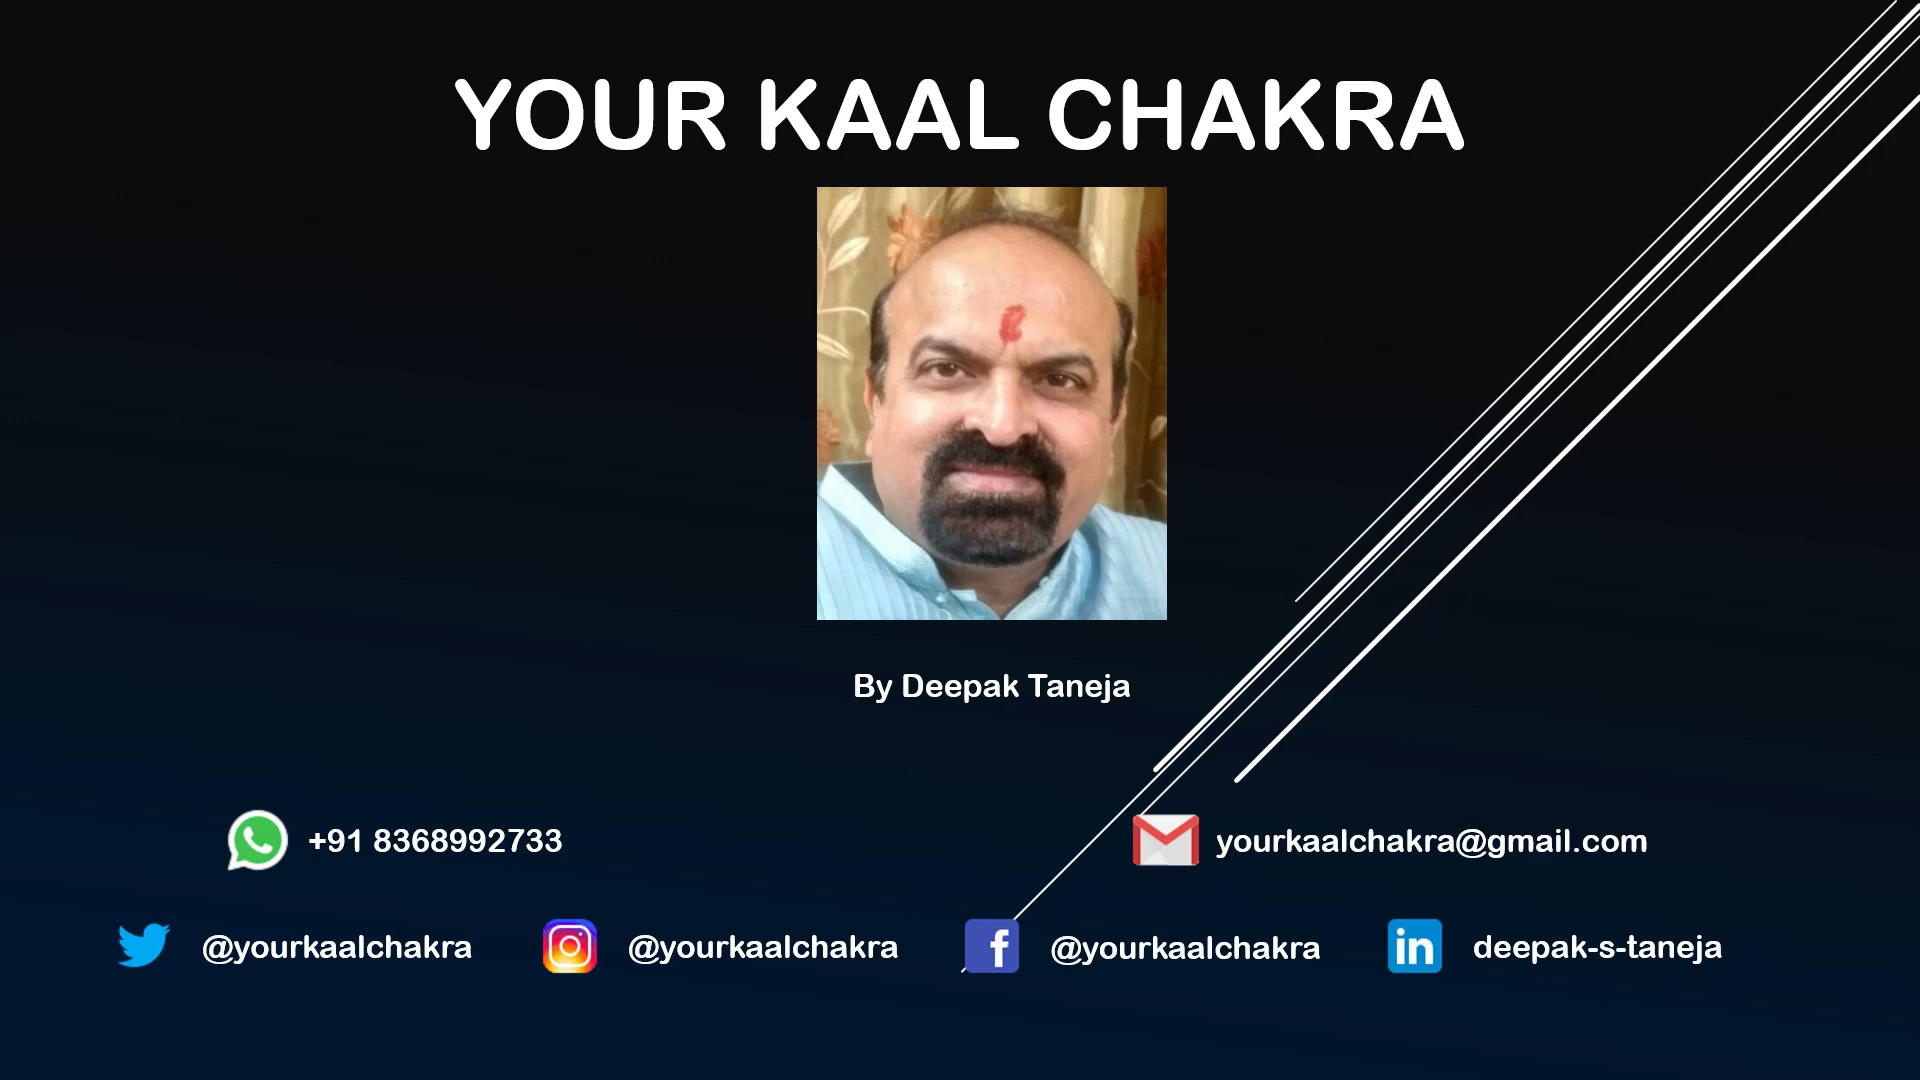 YOUR KAAL CHAKRA
By Deepak Taneja
+91 8368992733
yourkaalchakra@gmail.com
@yourkaalchakra
@yourkaalchakra
@yourkaalchakra
deepak-s-taneja